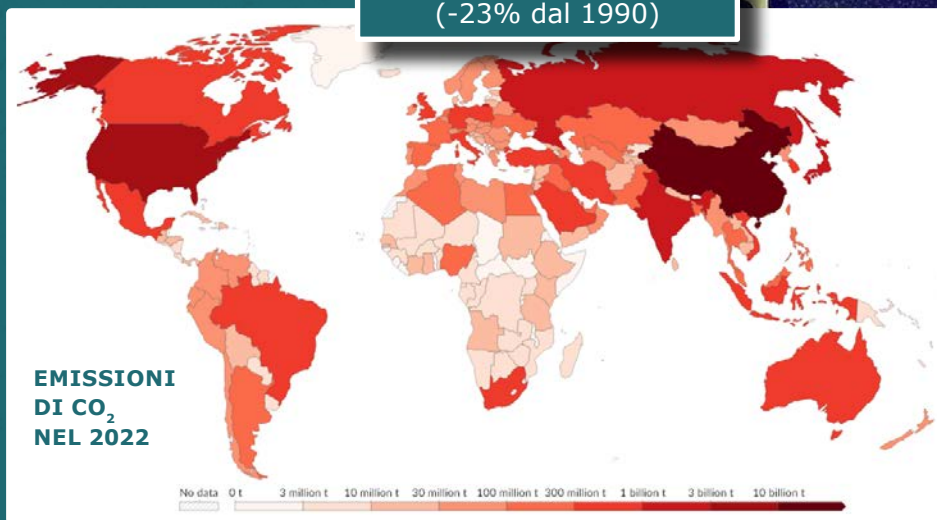 (-23% dal 1990)
EMISSIONI
DI CO₂
NEL 2022
No data 0 t 3 million t 10 million t 30 million t 100 million t 300 million t 1 billion t 3 billion t 10 billion t